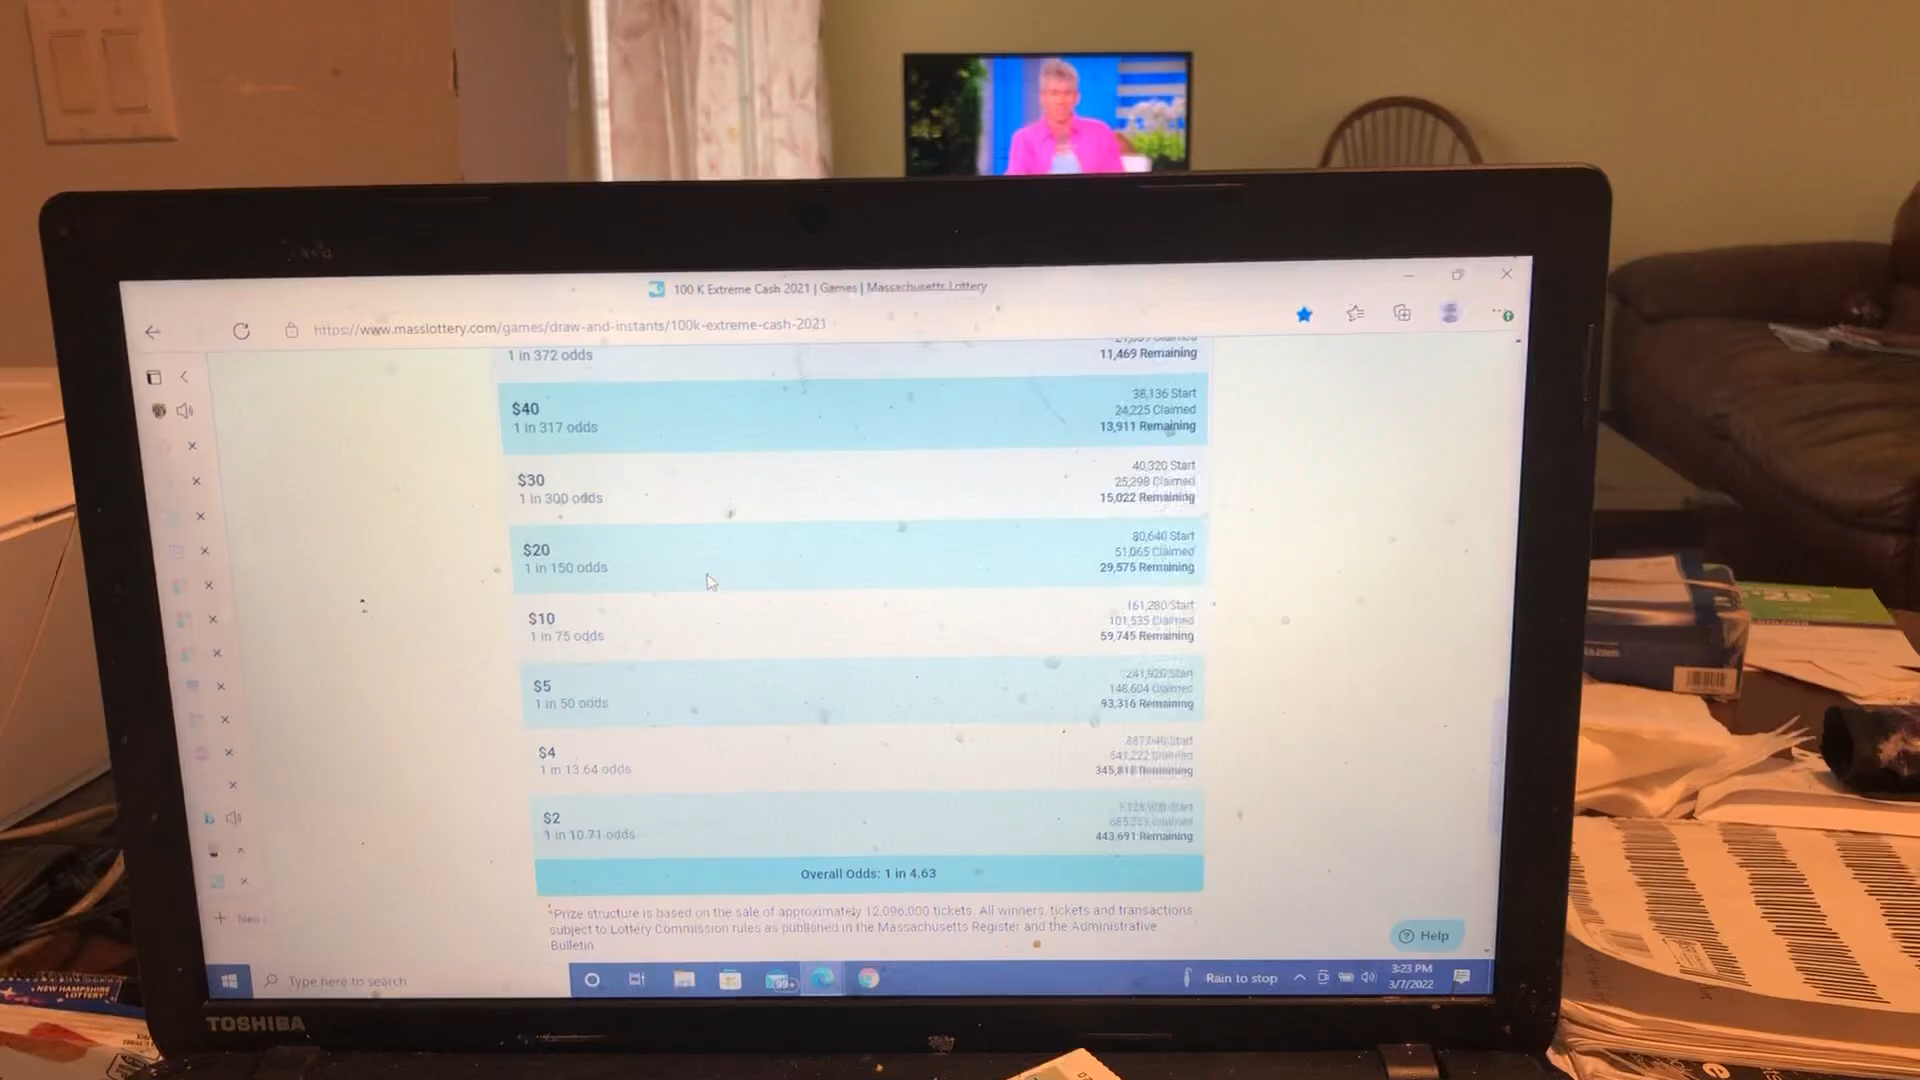 100 K Extreme Cash 2021 | Games | Massachusetts Lottery
https://www.masslottery.com/games/draw-and-instants/100k-extreme-cash-2021
1 in 372 odds
11,469 Remaining
$40
1 in 317 odds
38,136 Start
24,225 Claimed
13,911 Remaining
$30
1 in 300 odds
40,320 Start
25,298 Claimed
15,022 Remaining
$20
1 in 150 odds
80,640 Start
51,065 Claimed
29,575 Remaining
$10
1 in 75 odds
161,280 Start
101,535 Claimed
59,745 Remaining
$5
1 in 50 odds
241,920 Start
148,604 Claimed
93,316 Remaining
$4
1 in 13.64 odds
Start
Claimed
Remaining
$2
1 in 10.71 odds
Start
443,691 Remaining
Overall Odds: 1 in 4.63
*Prize structure is based on the sale of approximately 12,096,000 tickets. All winners, tickets and transactions
subject to Lottery Commission rules as published in the Massachusetts Register and the Administrative
Bulletin
Help
New
Type here to search
99+
Rain to stop
3:23 PM
3/7/2022
TOSHIBA
NEW HAMPSHIRE
LOTTERY